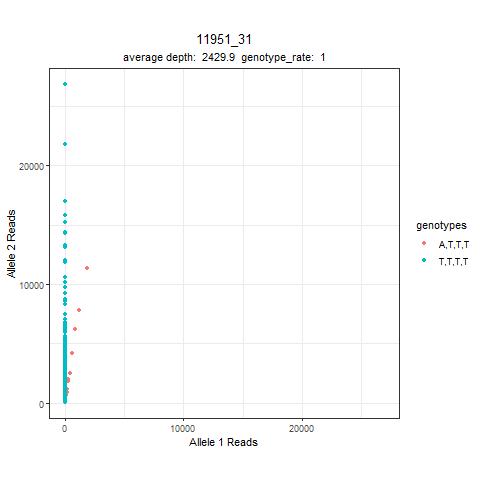 11951_31
average depth:  2429.9  genotype_rate:  1
Allele 2 Reads
20000
10000
0
0
10000
20000
Allele 1 Reads
genotypes
A,T,T,T
T,T,T,T